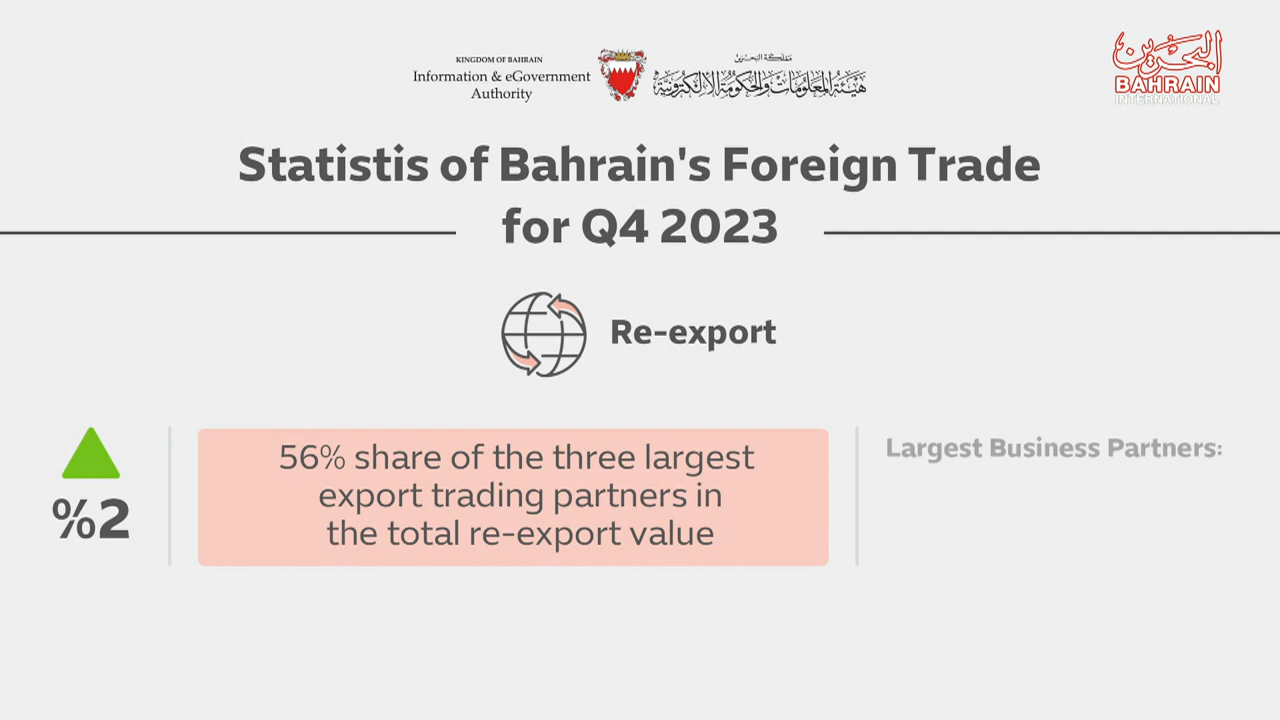 KINGDOM OF BAHRAIN
Information & eGovernment
Authority
مملكة البحرين
هيئة المعلومات والحكومة الإلكترونية
البحرين
BAHRAIN
INTERNATIONAL
Statistis of Bahrain's Foreign Trade
for Q4 2023
Re-export
%2
56% share of the three largest
export trading partners in
the total re-export value
Largest Business Partners: